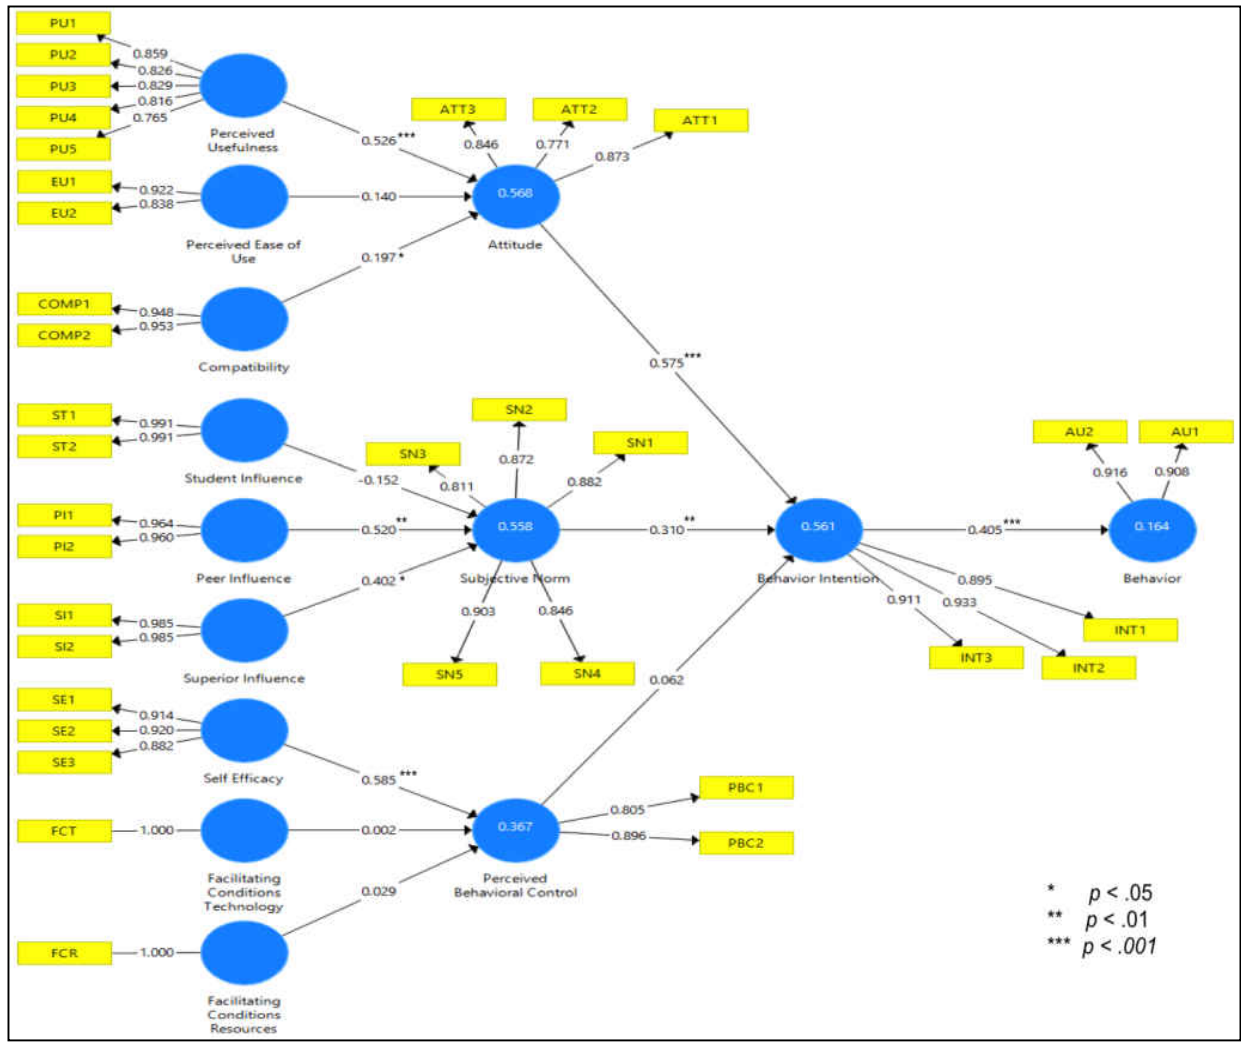 PU1
PU2
PU3
PU4
PU5
0.859
0.826
0.829
0.816
0.765
Perceived
Usefulness
0.526 ***
EU1
EU2
0.922
0.838
Perceived Ease of
Use
0.140
COMP1
COMP2
0.948
0.953
Compatibility
0.197 *
ATT3
ATT2
ATT1
0.846
0.771
0.873
0.568
Attitude
0.575 ***
ST1
ST2
0.991
0.991
Student Influence
-0.152
PI1
PI2
0.964
0.960
Peer Influence
0.520 **
SI1
SI2
0.985
0.985
Superior Influence
0.402 *
SN3
SN2
SN1
0.811
0.872
0.882
0.558
Subjective Norm
0.903
0.846
SN5
SN4
0.310 **
SE1
SE2
SE3
0.914
0.920
0.882
Self Efficacy
0.585 ***
FCT
1.000
Facilitating
Conditions
Technology
0.002
FCR
1.000
Facilitating
Conditions
Resources
0.029
0.367
Perceived
Behavioral Control
0.805
0.896
PBC1
PBC2
0.062
0.561
Behavior Intention
0.895
0.933
0.911
INT1
INT2
INT3
0.405 ***
AU2
AU1
0.916
0.908
0.164
Behavior
* p < .05
** p < .01
*** p < .001